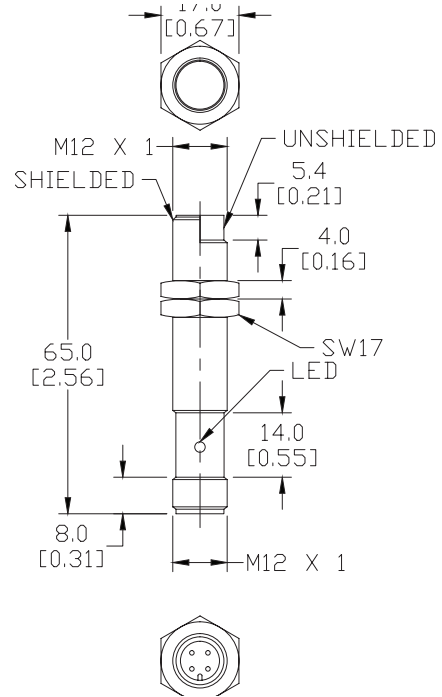 [0.67]
M12 X 1
UNSHIELDED
SHIELDED
5.4
[0.21]
4.0
[0.16]
SW17
LED
65.0
[2.56]
14.0
[0.55]
8.0
[0.31]
M12 X 1